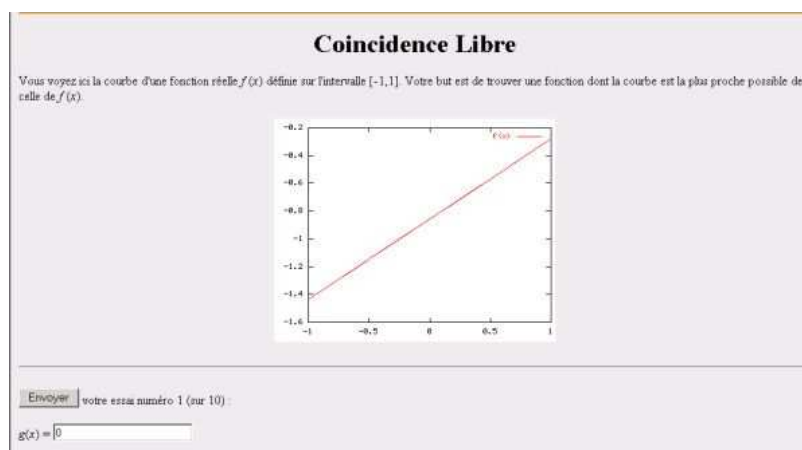 Coincidence Libre
Vous voyez ici la courbe d'une fonction réelle f (x) définie sur l'intervalle [-1,1]. Votre but est de trouver une fonction dont la courbe est la plus proche possible de
celle de f (x).
-0.2
f(x)
-0.4
-0.6
-0.8
-1
-1.2
-1.4
-1.6
-1 -0.5 0 0.5 1
Envoyer votre essai numéro 1 (sur 10) :
g(x) = 0